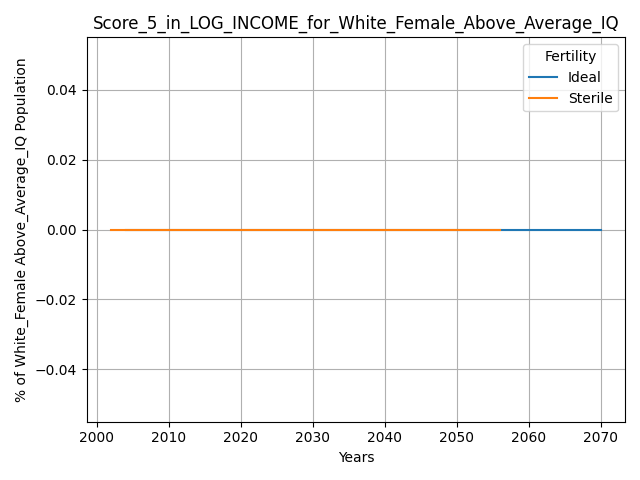 Score_5_in_LOG_INCOME_for_White_Female_Above_Average_IQ
% of White_Female Above_Average_IQ Population
0.04
0.02
0.00
−0.02
−0.04
Fertility
Ideal
Sterile
2000 2010 2020 2030 2040 2050 2060 2070
Years